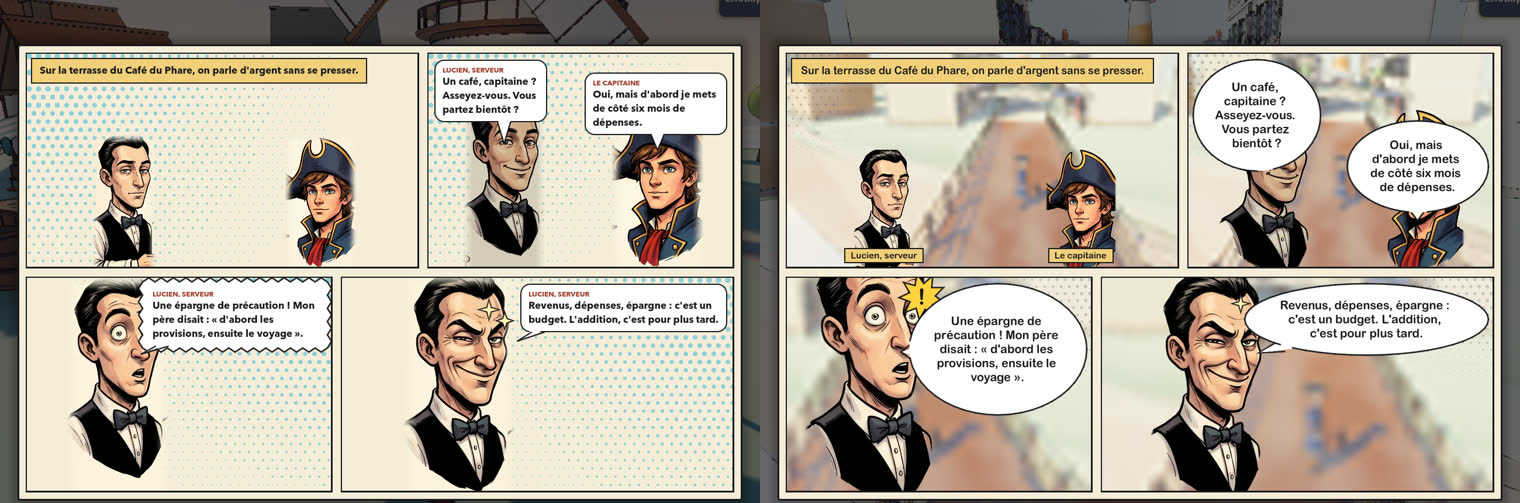 Sur la terrasse du Café du Phare, on parle d'argent sans se presser.
LUCIEN, SERVEUR
Un café, capitaine ?
Asseyez-vous. Vous
partez bientôt ?
LE CAPITAINE
Oui, mais d'abord je mets
de côté six mois de
dépenses.
LUCIEN, SERVEUR
Une épargne de précaution ! Mon
père disait : « d'abord les
provisions, ensuite le voyage ».
LUCIEN, SERVEUR
Revenus, dépenses, épargne : c'est un
budget. L'addition, c'est pour plus tard.
Sur la terrasse du Café du Phare, on parle d'argent sans se presser.
Lucien, serveur
Le capitaine
Un café,
capitaine ?
Asseyez-vous.
Vous partez
bientôt ?
Oui, mais
d'abord je mets
de côté six mois
de dépenses.
!
Une épargne de
précaution ! Mon père
disait : « d'abord les
provisions, ensuite le
voyage ».
Revenus, dépenses, épargne :
c'est un budget. L'addition,
c'est pour plus tard.